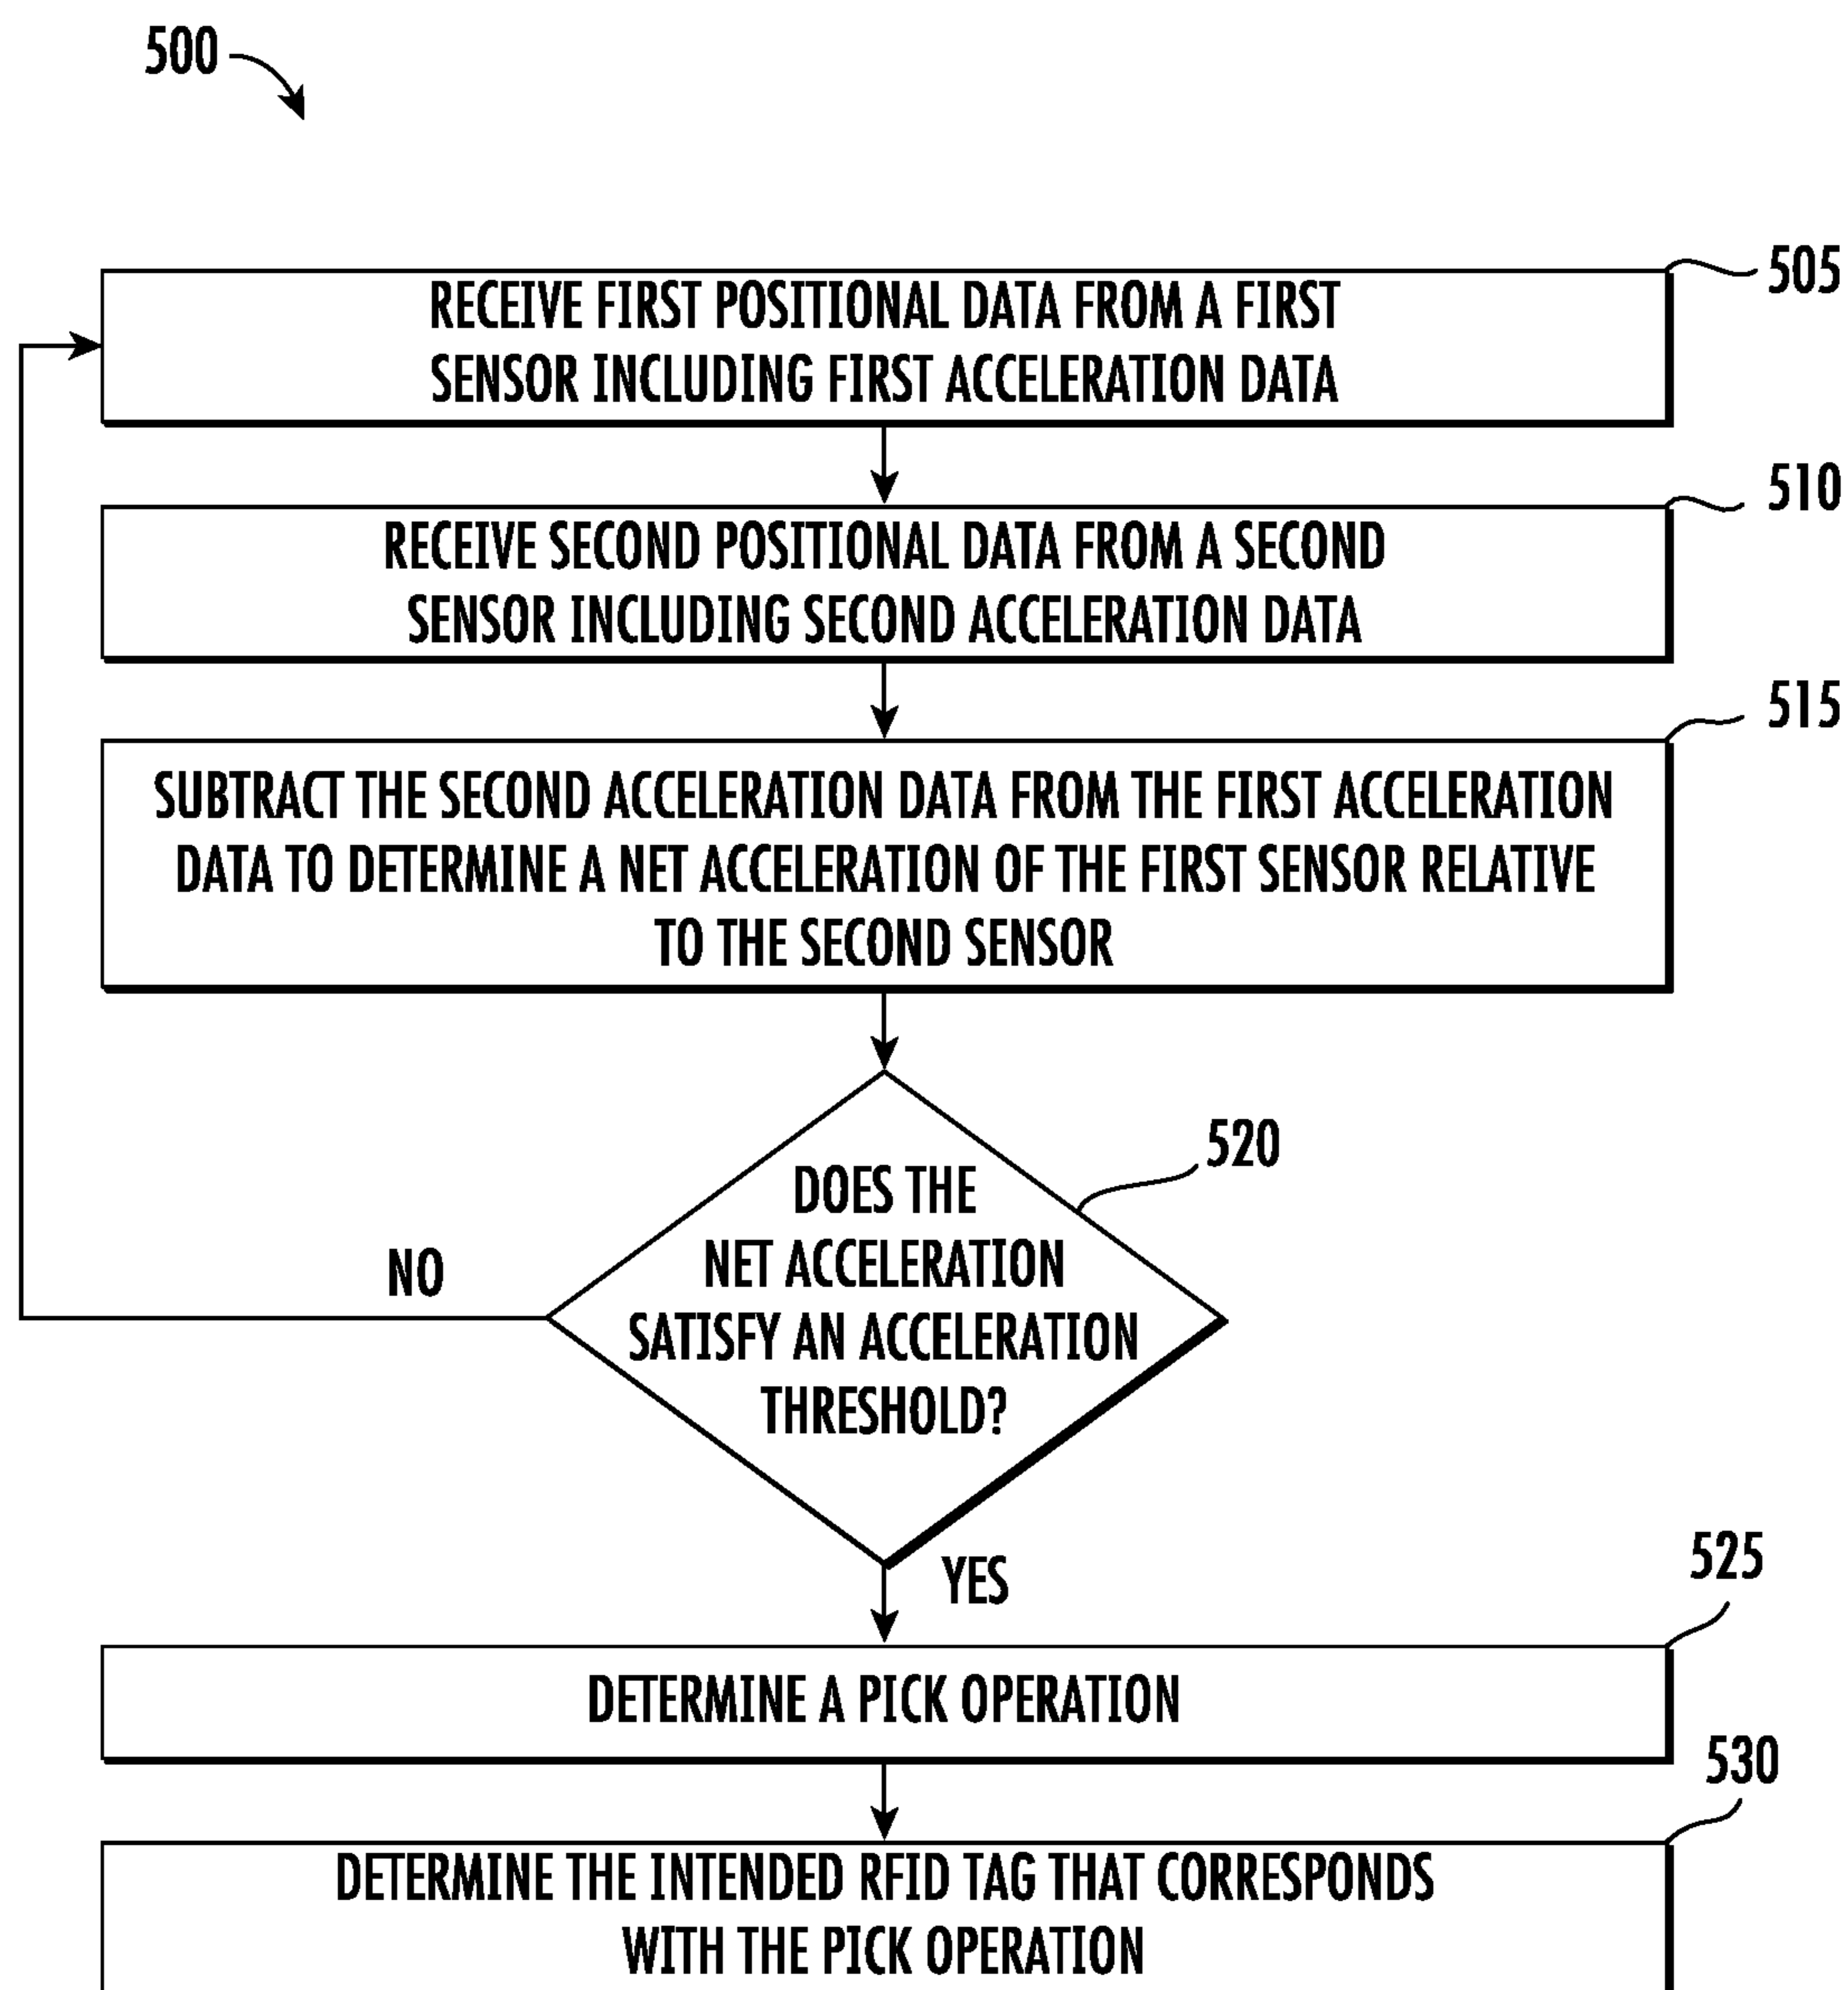 500
RECEIVE FIRST POSITIONAL DATA FROM A FIRST
SENSOR INCLUDING FIRST ACCELERATION DATA
505
RECEIVE SECOND POSITIONAL DATA FROM A SECOND
SENSOR INCLUDING SECOND ACCELERATION DATA
510
SUBTRACT THE SECOND ACCELERATION DATA FROM THE FIRST ACCELERATION
DATA TO DETERMINE A NET ACCELERATION OF THE FIRST SENSOR RELATIVE
TO THE SECOND SENSOR
515
DOES THE
NET ACCELERATION
SATISFY AN ACCELERATION
THRESHOLD?
520
NO
YES
DETERMINE A PICK OPERATION
525
DETERMINE THE INTENDED RFID TAG THAT CORRESPONDS
WITH THE PICK OPERATION
530